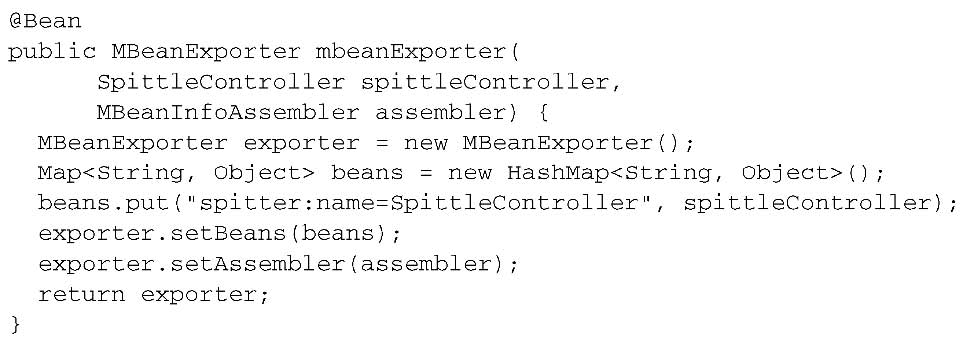 @Bean
public MBeanExporter mbeanExporter(
      SpittleController spittleController,
      MBeanInfoAssembler assembler) {
  MBeanExporter exporter = new MBeanExporter();
  Map<String, Object> beans = new HashMap<String, Object>();
  beans.put("spitter:name=SpittleController", spittleController);
  exporter.setBeans(beans);
  exporter.setAssembler(assembler);
  return exporter;
}